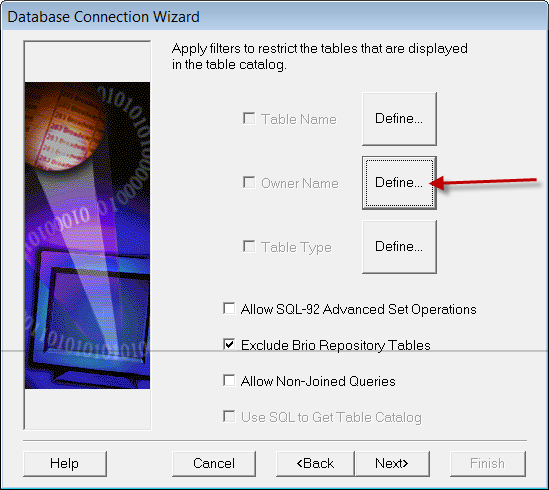 Database Connection Wizard
Apply filters to restrict the tables that are displayed
in the table catalog.
Table Name
Define...
Owner Name
Define...
Table Type
Define...
Allow SQL-92 Advanced Set Operations
Exclude Brio Repository Tables
Allow Non-Joined Queries
Use SQL to Get Table Catalog
Help
Cancel
<Back
Next>
Finish